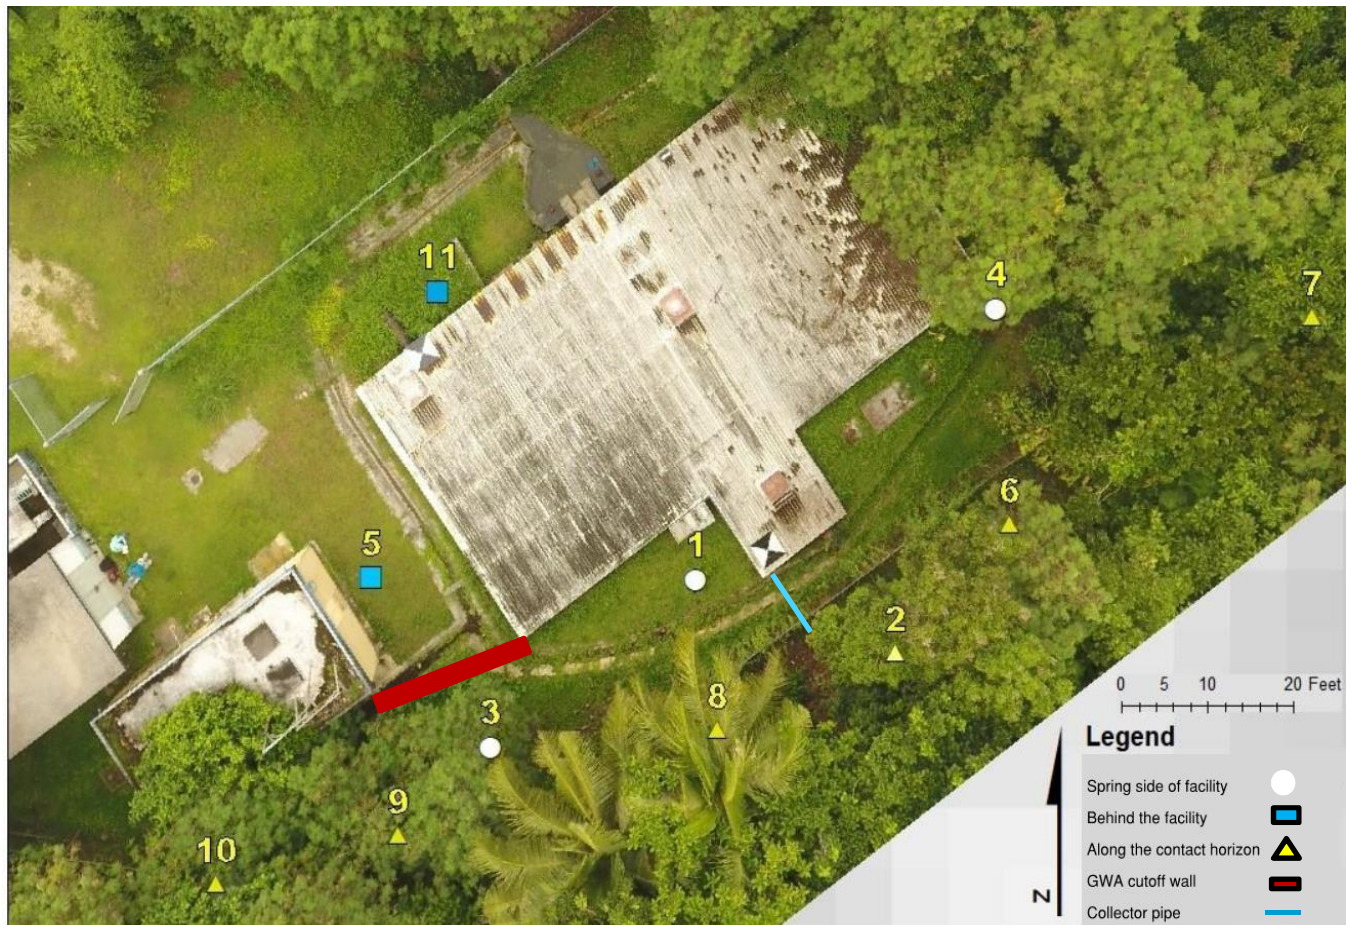 11
4
7
6
5
1
2
8
3
9
10
0 5 10 20 Feet
Legend
Spring side of facility
Behind the facility
Along the contact horizon
GWA cutoff wall
Collector pipe
N